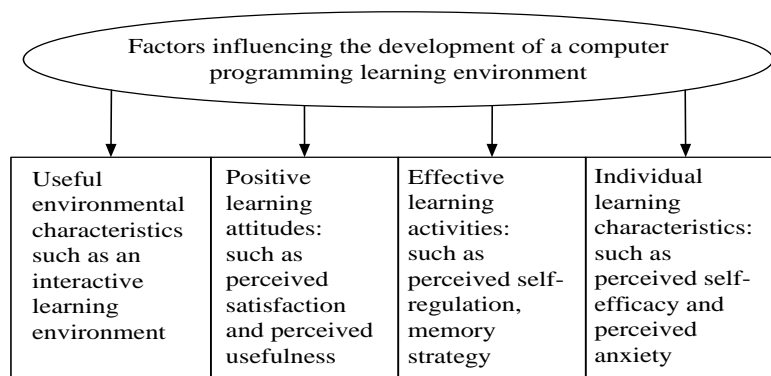 Factors influencing the development of a computer
programming learning environment
Useful
environmental
characteristics
such as an
interactive
learning
environment
Positive
learning
attitudes:
such as
perceived
satisfaction
and perceived
usefulness
Effective
learning
activities:
such as
perceived self-
regulation,
memory
strategy
Individual
learning
characteristics:
such as
perceived self-
efficacy and
perceived
anxiety